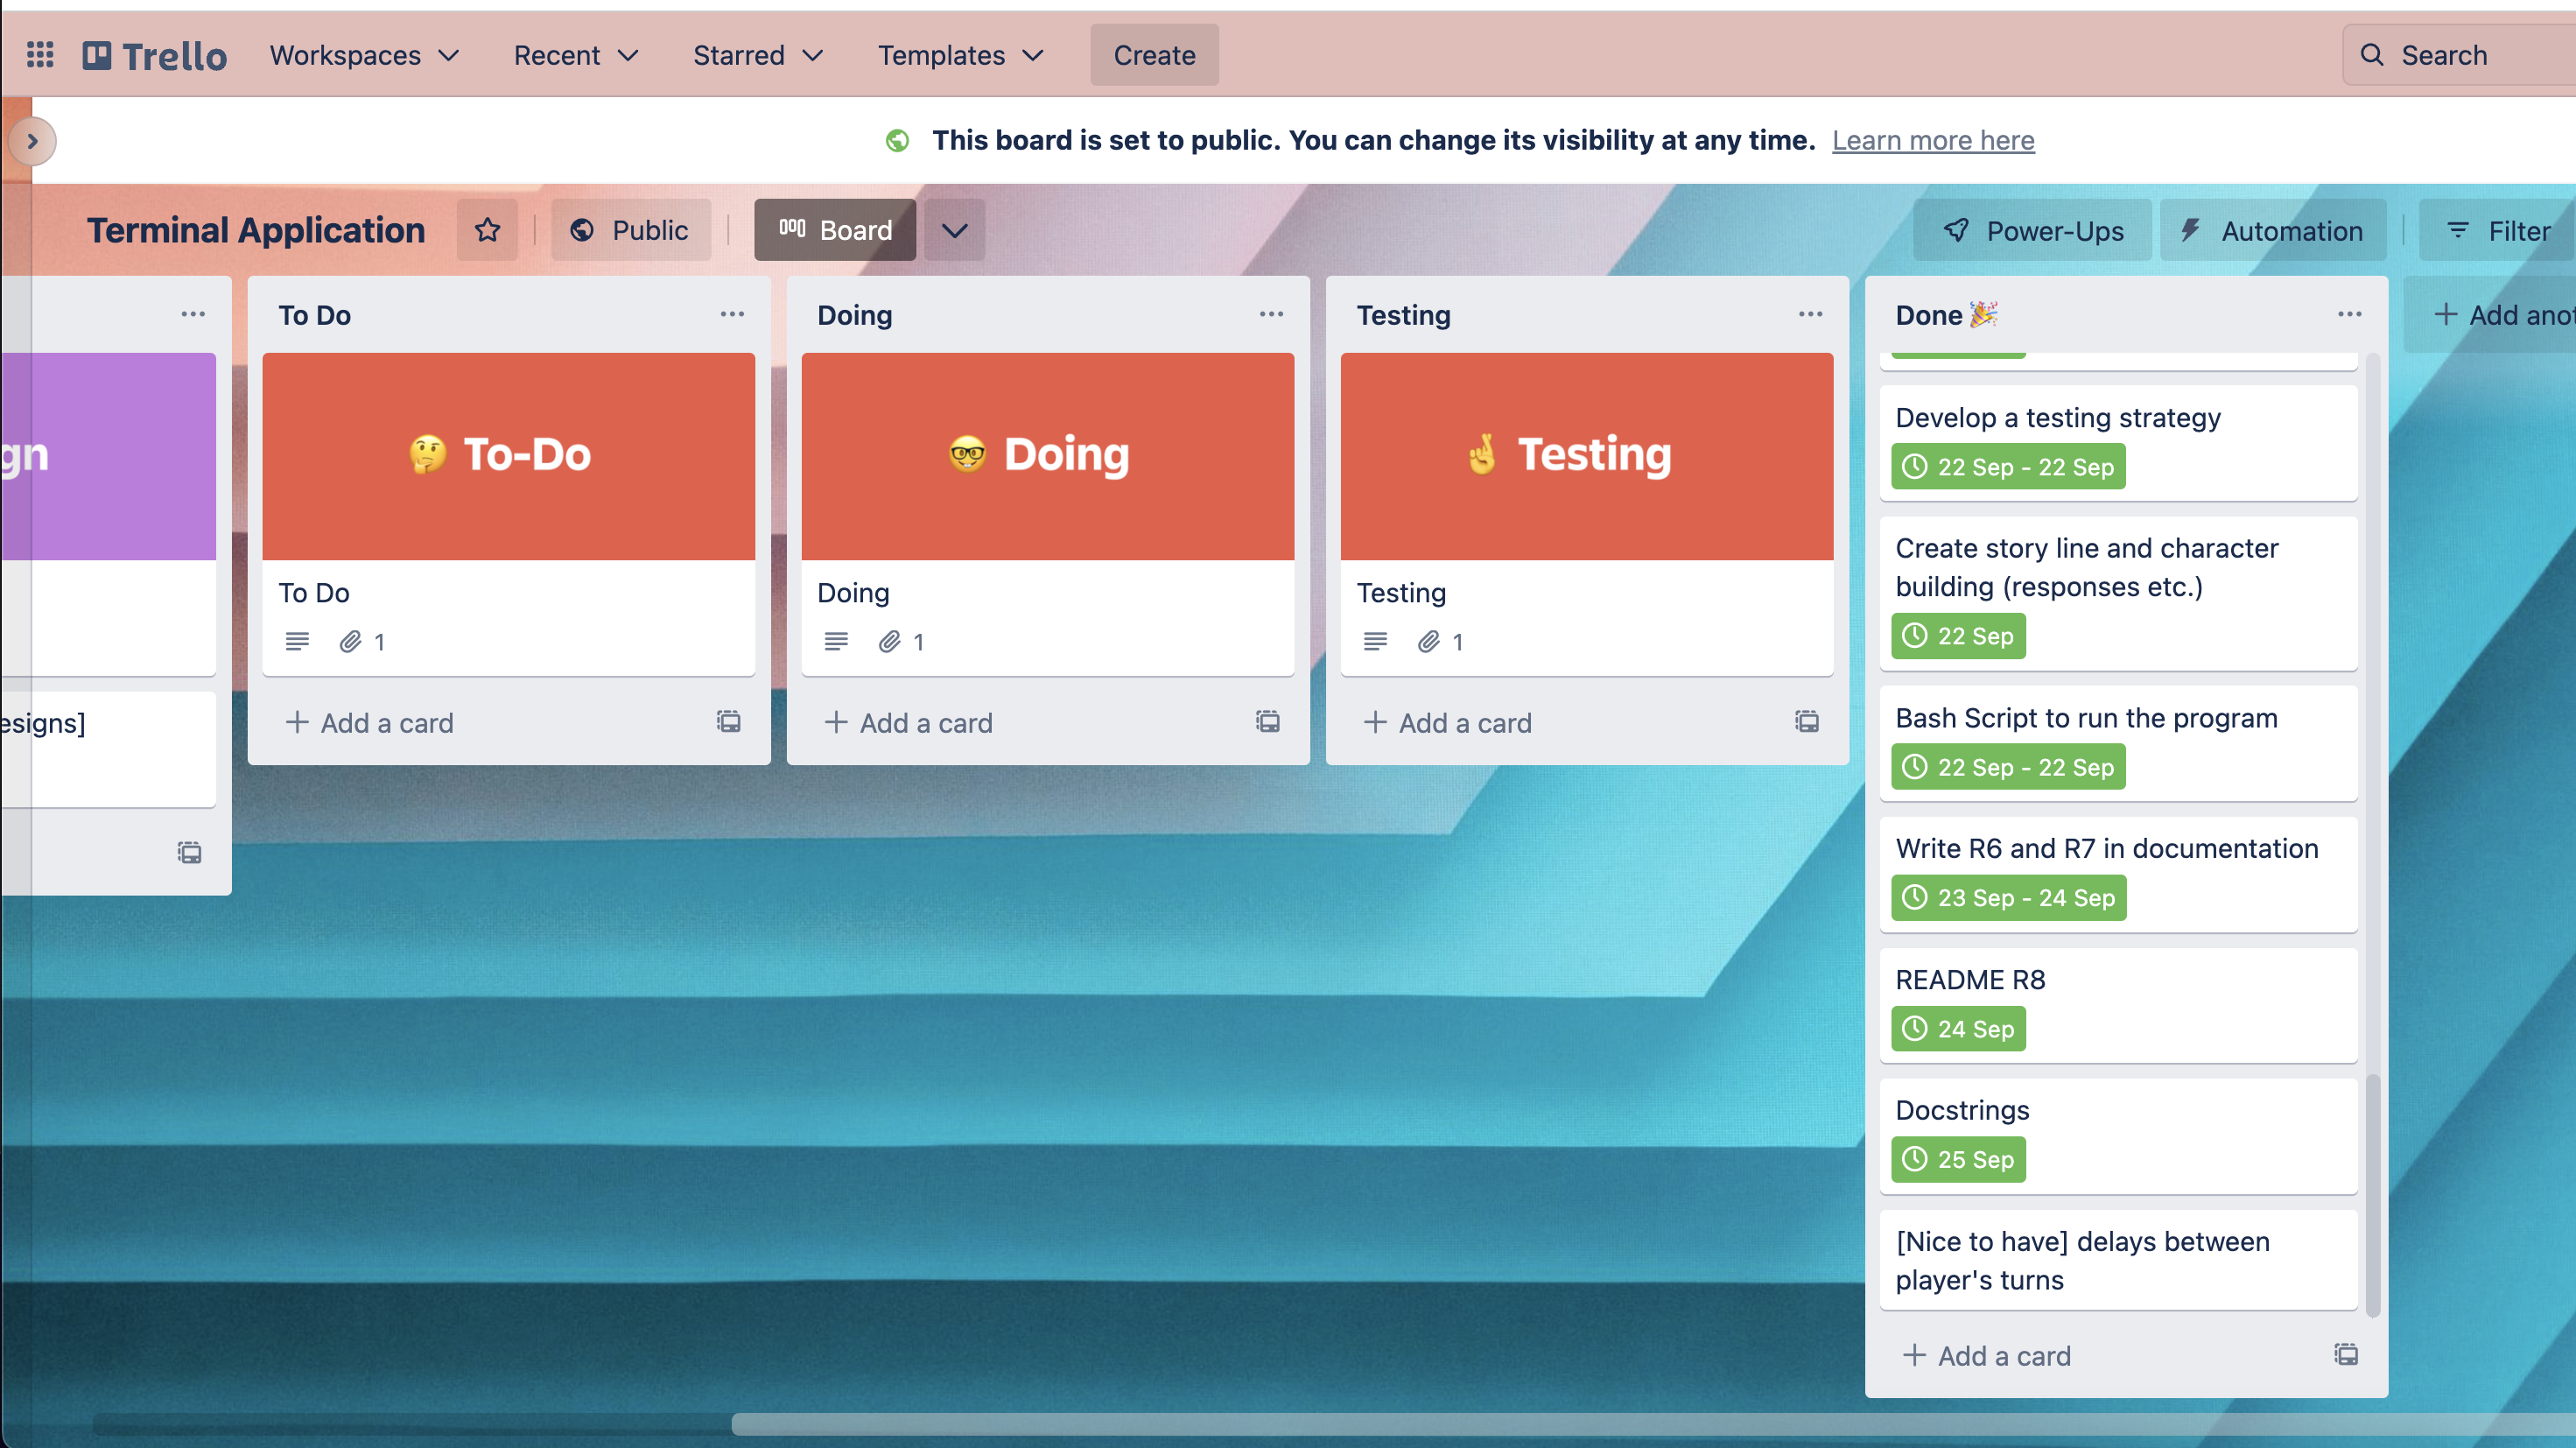 Trello
Workspaces
Recent
Starred
Templates
Create
Search
This board is set to public. You can change its visibility at any time. Learn more here
Terminal Application
Public
Board
Power-Ups
Automation
Filter
gn
esigns]
To Do
🤔 To-Do
To Do
1
+ Add a card
Doing
🤓 Doing
Doing
1
+ Add a card
Testing
🤞 Testing
Testing
1
+ Add a card
Done 🎉
Develop a testing strategy
22 Sep - 22 Sep
Create story line and character
building (responses etc.)
22 Sep
Bash Script to run the program
22 Sep - 22 Sep
Write R6 and R7 in documentation
23 Sep - 24 Sep
README R8
24 Sep
Docstrings
25 Sep
[Nice to have] delays between
player's turns
+ Add a card
+ Add anot